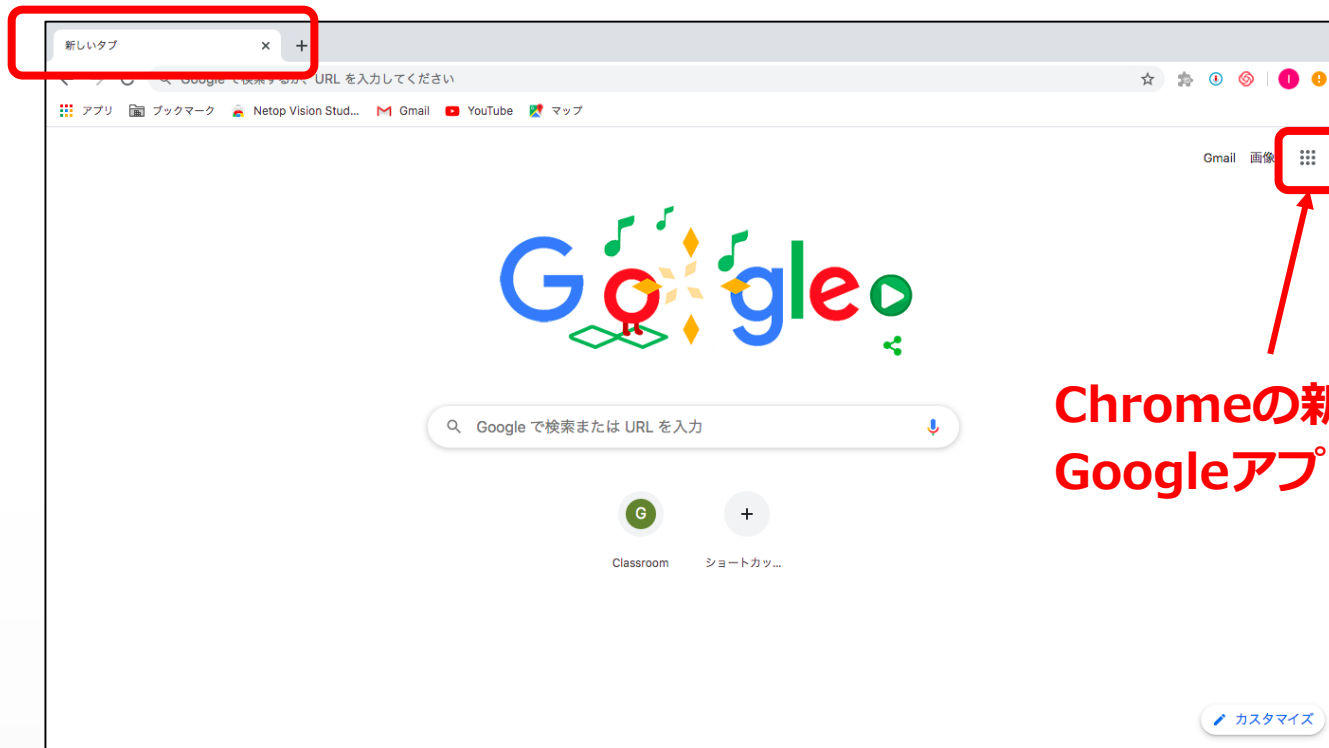 新しいタブ
Google で検索するか、URL を入力してください
アプリ ブックマーク Netop Vision Stud... Gmail YouTube マップ
Gmail 画像
Google
Google で検索または URL を入力
Chromeの新
Googleアプ
G
Classroom ショートカッ...
カスタマイズ